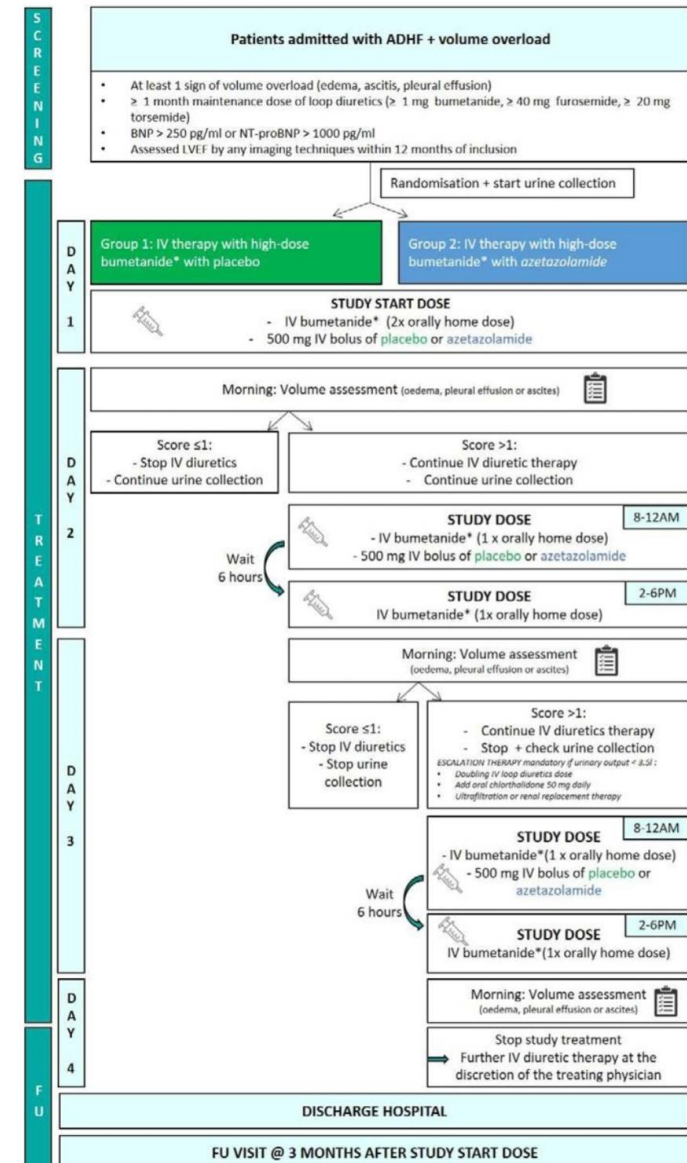 SCREENING
Patients admitted with ADHF + volume overload
• At least 1 sign of volume overload (edema, ascitis, pleural effusion)
• ≥ 1 month maintenance dose of loop diuretics (≥ 1 mg bumetanide, ≥ 40 mg furosemide, ≥ 20 mg
torsemide)
• BNP > 250 pg/ml or NT-proBNP > 1000 pg/ml
• Assessed LVEF by any imaging techniques within 12 months of inclusion
Randomisation + start urine collection
TREATMENT
DAY 1
Group 1: IV therapy with high-dose
bumetanide* with placebo
Group 2: IV therapy with high-dose
bumetanide* with azetazolamide
STUDY START DOSE
- IV bumetanide* (2x orally home dose)
- 500 mg IV bolus of placebo or azetazolamide
DAY 2
Morning: Volume assessment (oedema, pleural effusion or ascites)
Score ≤1:
- Stop IV diuretics
- Continue urine collection
Score >1:
- Continue IV diuretic therapy
- Continue urine collection
8-12AM
STUDY DOSE
- IV bumetanide* (1 x orally home dose)
- 500 mg IV bolus of placebo or azetazolamide
Wait
6 hours
2-6PM
STUDY DOSE
IV bumetanide* (1x orally home dose)
DAY 3
Morning: Volume assessment
(oedema, pleural effusion or ascites)
Score ≤1:
- Stop IV diuretics
- Stop urine
collection
Score >1:
- Continue IV diuretics therapy
- Stop + check urine collection
ESCALATION THERAPY mandatory if urinary output < 3.5l :
• Doubling IV loop diuretics dose
• Add oral chlorthalidone 50 mg daily
• Ultrafiltration or renal replacement therapy
8-12AM
STUDY DOSE
- IV bumetanide*(1 x orally home dose)
- 500 mg IV bolus of placebo or
azetazolamide
Wait
6 hours
2-6PM
STUDY DOSE
IV bumetanide*(1x orally home dose)
DAY 4
Morning: Volume assessment
(oedema, pleural effusion or ascites)
Stop study treatment
Further IV diuretic therapy at the
discretion of the treating physician
FU
DISCHARGE HOSPITAL
FU VISIT @ 3 MONTHS AFTER STUDY START DOSE